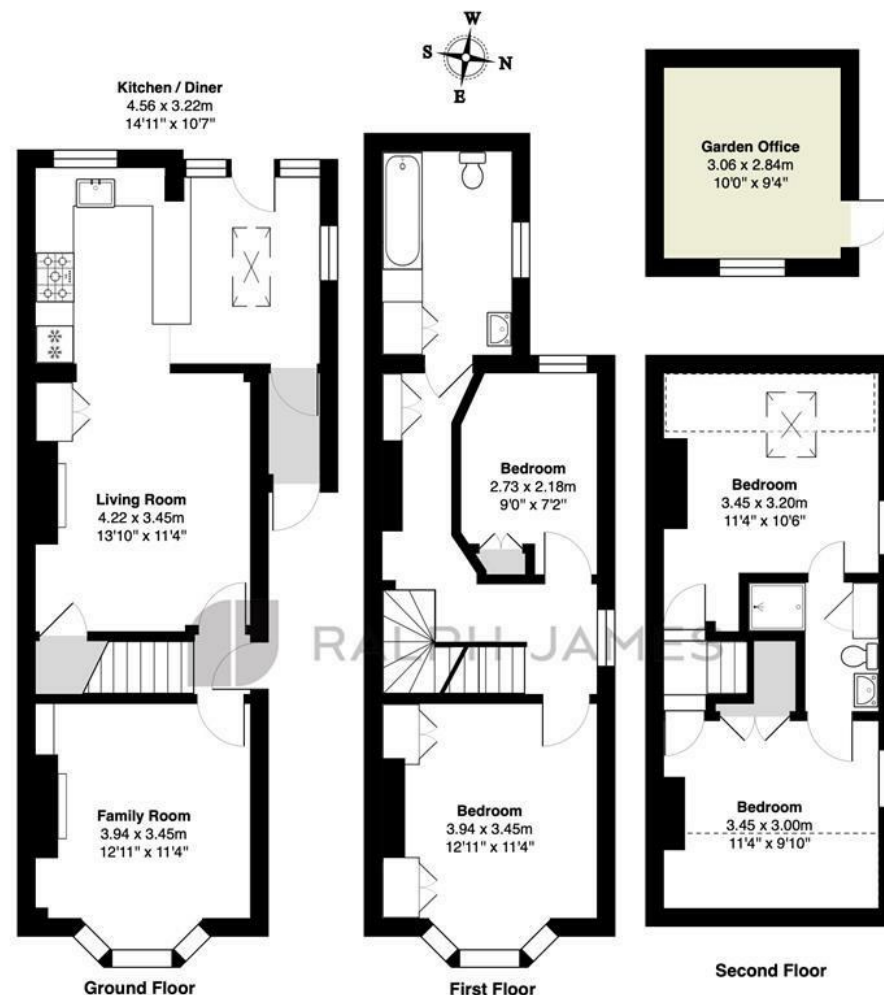 W
S
N
E
Kitchen / Diner
4.56 x 3.22m
14'11" x 10'7"
Garden Office
3.06 x 2.84m
10'0" x 9'4"
Living Room
4.22 x 3.45m
13'10" x 11'4"
Bedroom
2.73 x 2.18m
9'0" x 7'2"
Bedroom
3.45 x 3.20m
11'4" x 10'6"
RALPH JAMES
Family Room
3.94 x 3.45m
12'11" x 11'4"
Bedroom
3.94 x 3.45m
12'11" x 11'4"
Bedroom
3.45 x 3.00m
11'4" x 9'10"
Ground Floor
First Floor
Second Floor